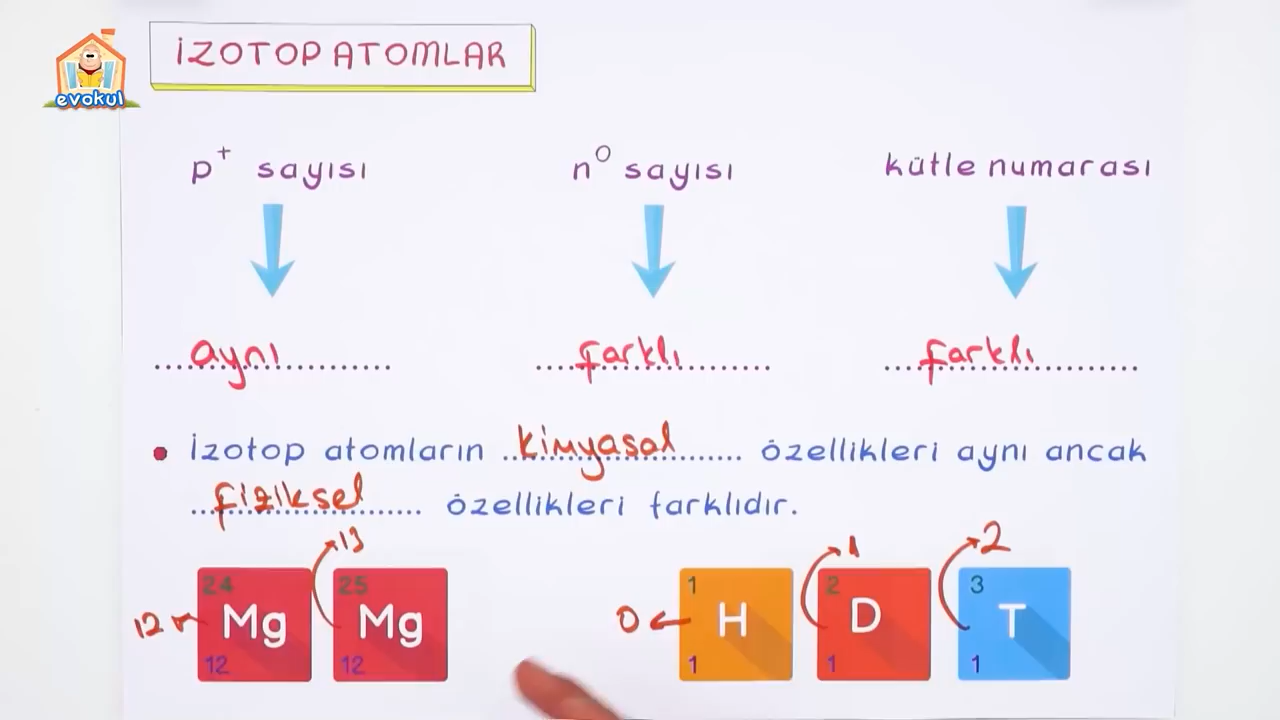 evokul
İZOTOP ATOMLAR
p⁺ sayısı
n⁰ sayısı
kütle numarası
aynı
farklı
farklı
İzotop atomların kimyasal özellikleri aynı ancak
fiziksel özellikleri farklıdır.
13
1
2
24
25
1
2
3
12
Mg
Mg
0
H
D
T
12
12
1
1
1